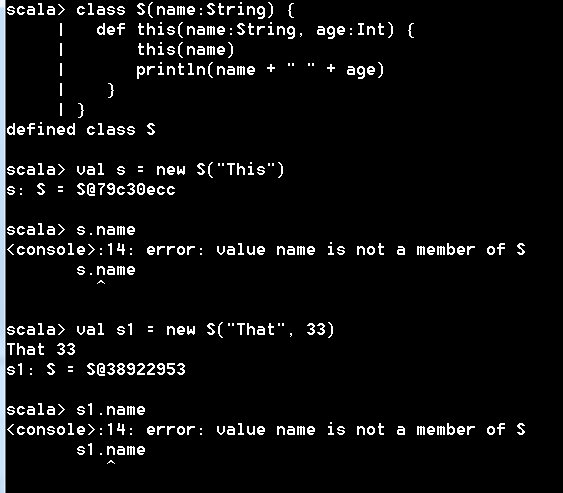 scala> class S(name:String) {
     |   def this(name:String, age:Int) {
     |       this(name)
     |       println(name + " " + age)
     |    }
     | }
defined class S
scala> val s = new S("This")
s: S = S@79c30ecc
scala> s.name
<console>:14: error: value name is not a member of S
       s.name
         ^
scala> val s1 = new S("That", 33)
That 33
s1: S = S@38922953
scala> s1.name
<console>:14: error: value name is not a member of S
       s1.name
          ^